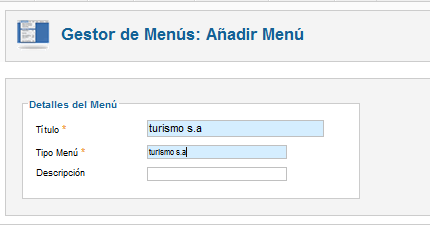 Gestor de Menús: Añadir Menú
Detalles del Menú
Título * turismo s.a
Tipo Menú * turismo s.a
Descripción